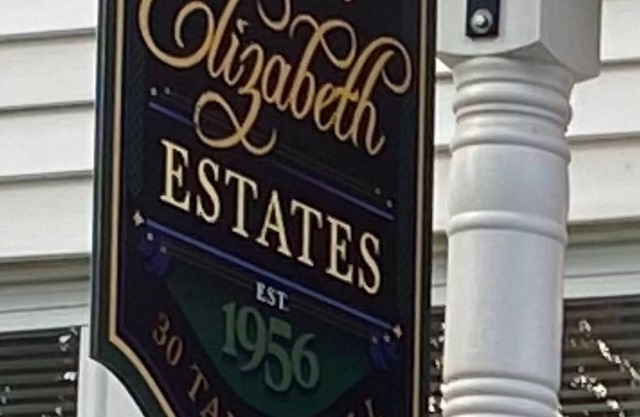 Elizabeth
ESTATES
EST.
1956
30